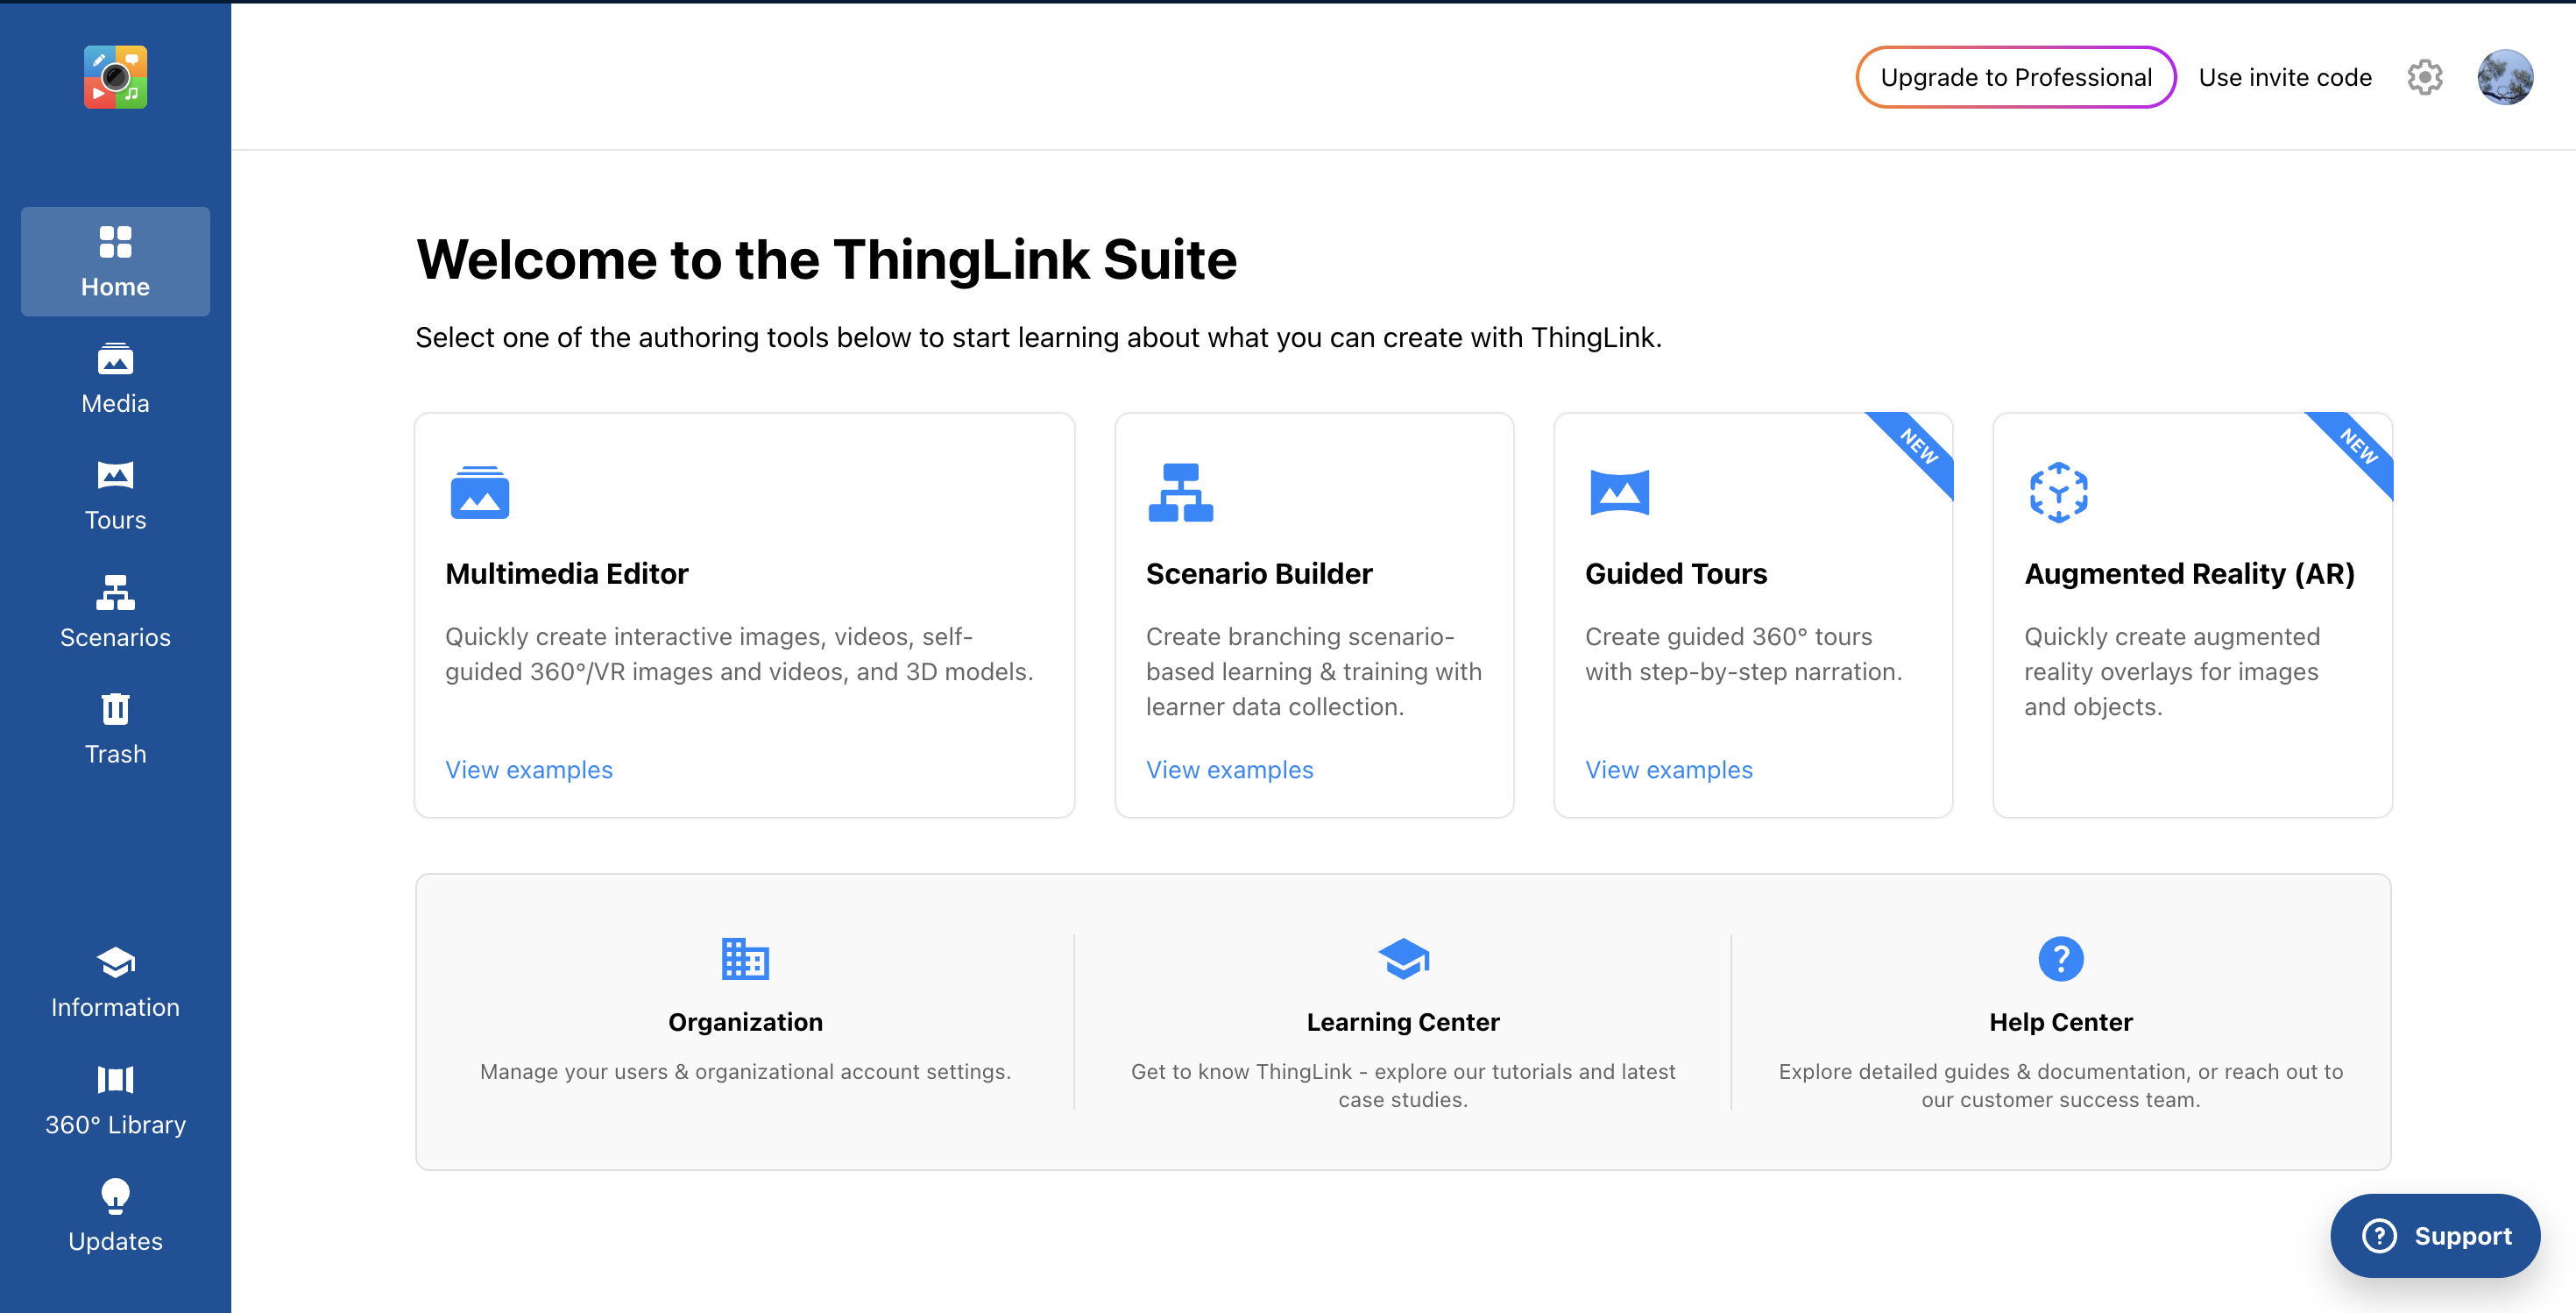 Upgrade to Professional
Use invite code
Home
Media
Tours
Scenarios
Trash
Information
360° Library
Updates
Welcome to the ThingLink Suite
Select one of the authoring tools below to start learning about what you can create with ThingLink.
Multimedia Editor
Quickly create interactive images, videos, self-
guided 360°/VR images and videos, and 3D models.
View examples
Scenario Builder
Create branching scenario-
based learning & training with
learner data collection.
View examples
NEW
Guided Tours
Create guided 360° tours
with step-by-step narration.
View examples
NEW
Augmented Reality (AR)
Quickly create augmented
reality overlays for images
and objects.
Organization
Manage your users & organizational account settings.
Learning Center
Get to know ThingLink - explore our tutorials and latest
case studies.
Help Center
Explore detailed guides & documentation, or reach out to
our customer success team.
Support